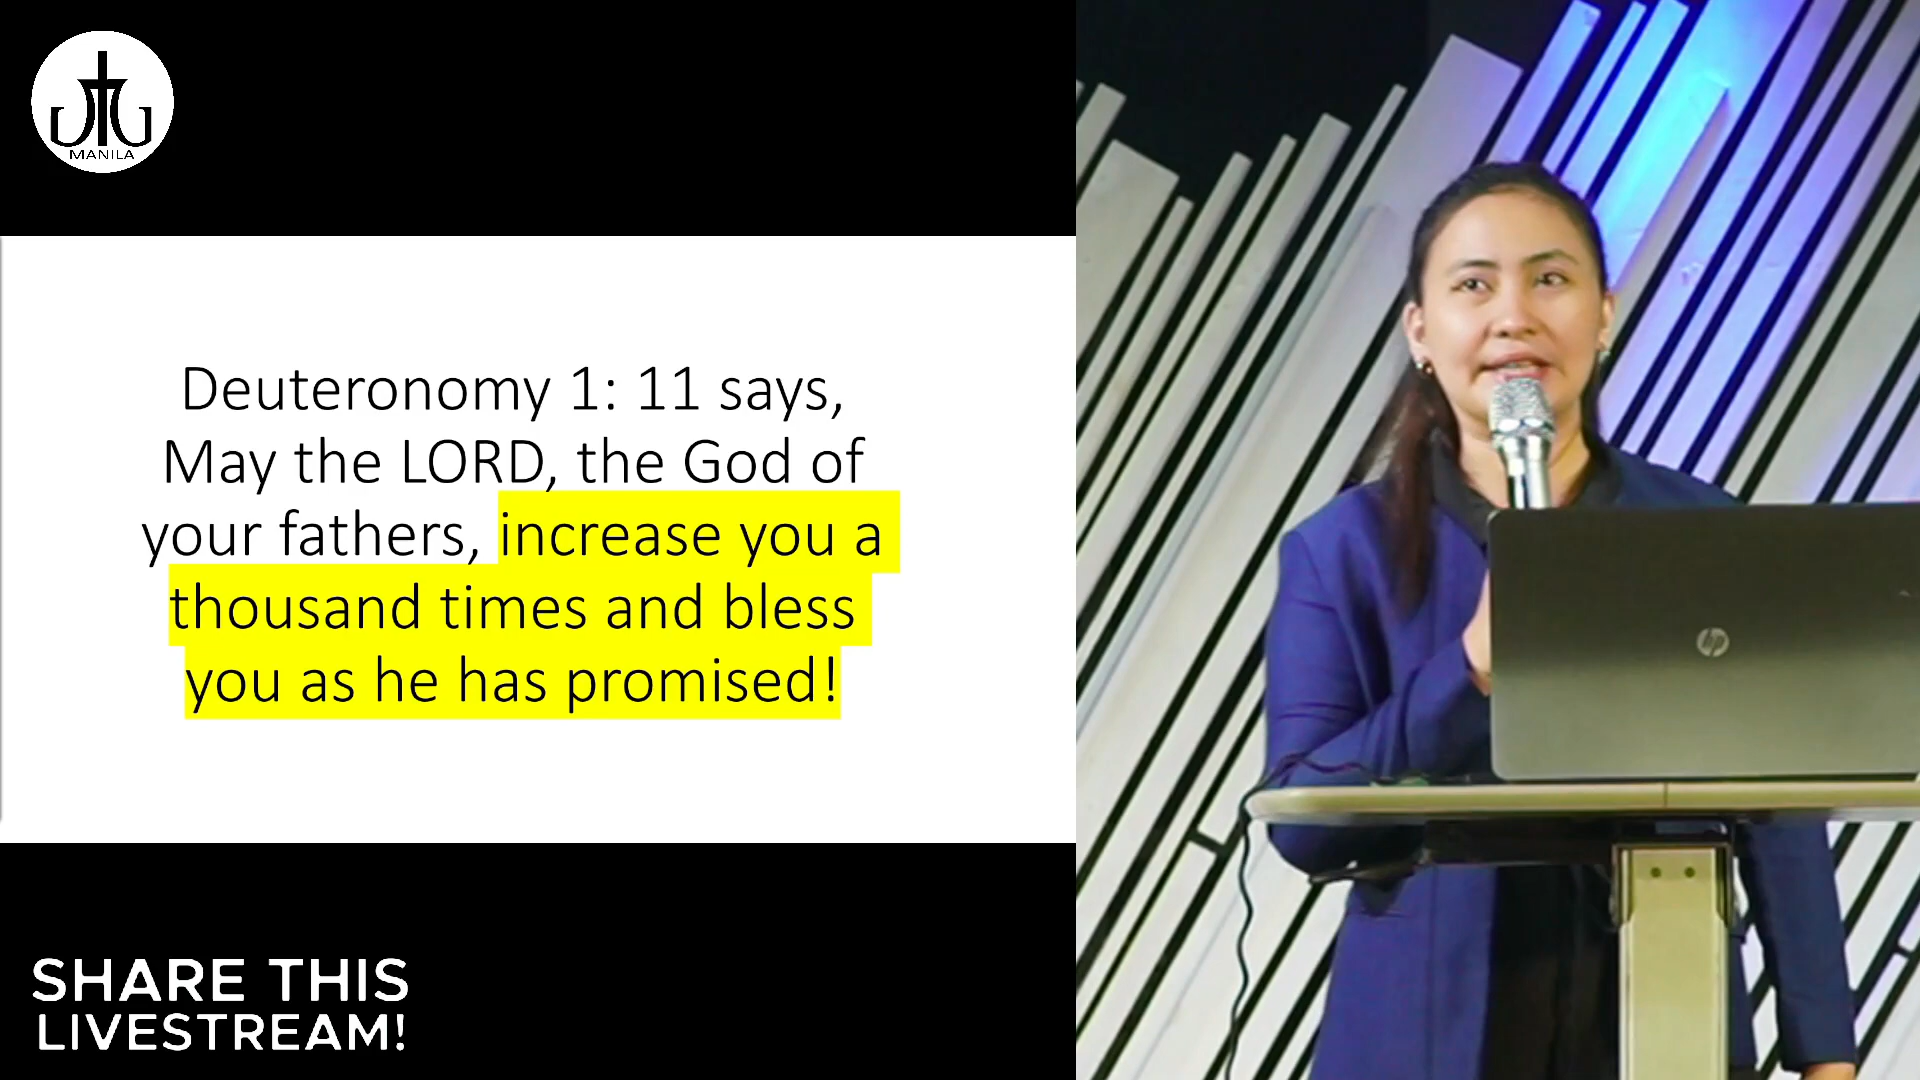 MANILA
Deuteronomy 1: 11 says,
May the LORD, the God of
your fathers, increase you a
thousand times and bless
you as he has promised!
SHARE THIS
LIVESTREAM!
hp